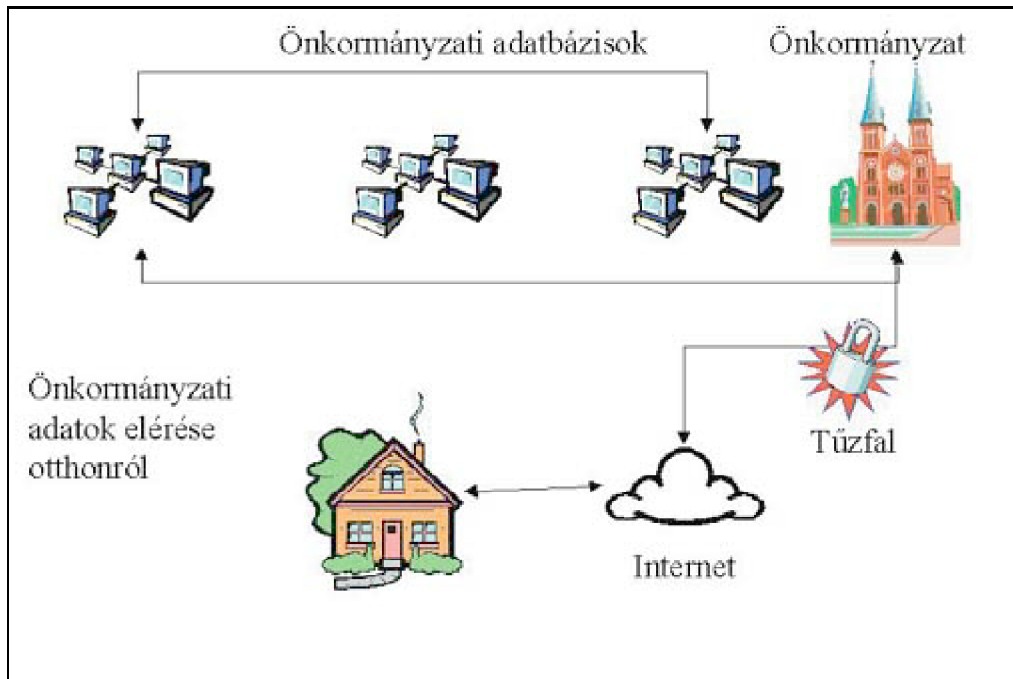 Önkormányzati adatbázisok
Önkormányzat
Önkormányzati
adatok elérése
otthonról
Tűzfal
Internet